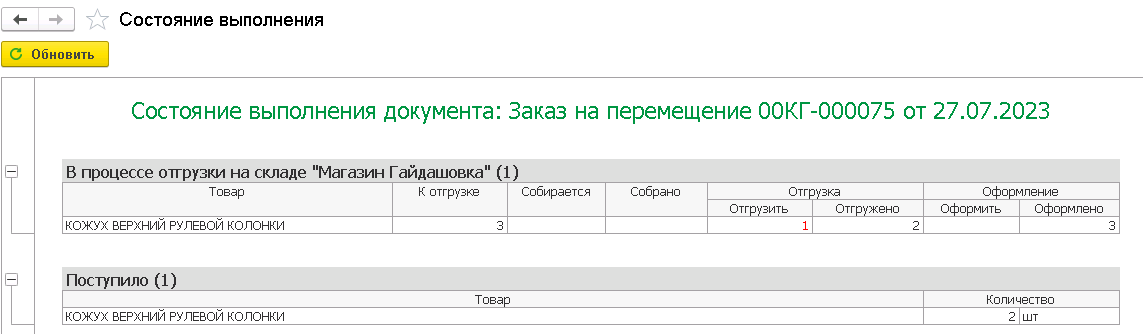 Состояние выполнения
Обновить
Состояние выполнения документа: Заказ на перемещение 00КГ-000075 от 27.07.2023
В процессе отгрузки на складе "Магазин Гайдашовка" (1)
Товар К отгрузке Собирается Собрано Отгрузка Оформление
Отгрузить Отгружено Оформить Оформлено
КОЖУХ ВЕРХНИЙ РУЛЕВОЙ КОЛОНКИ 3 1 2 3
Поступило (1)
Товар Количество
КОЖУХ ВЕРХНИЙ РУЛЕВОЙ КОЛОНКИ 2 шт